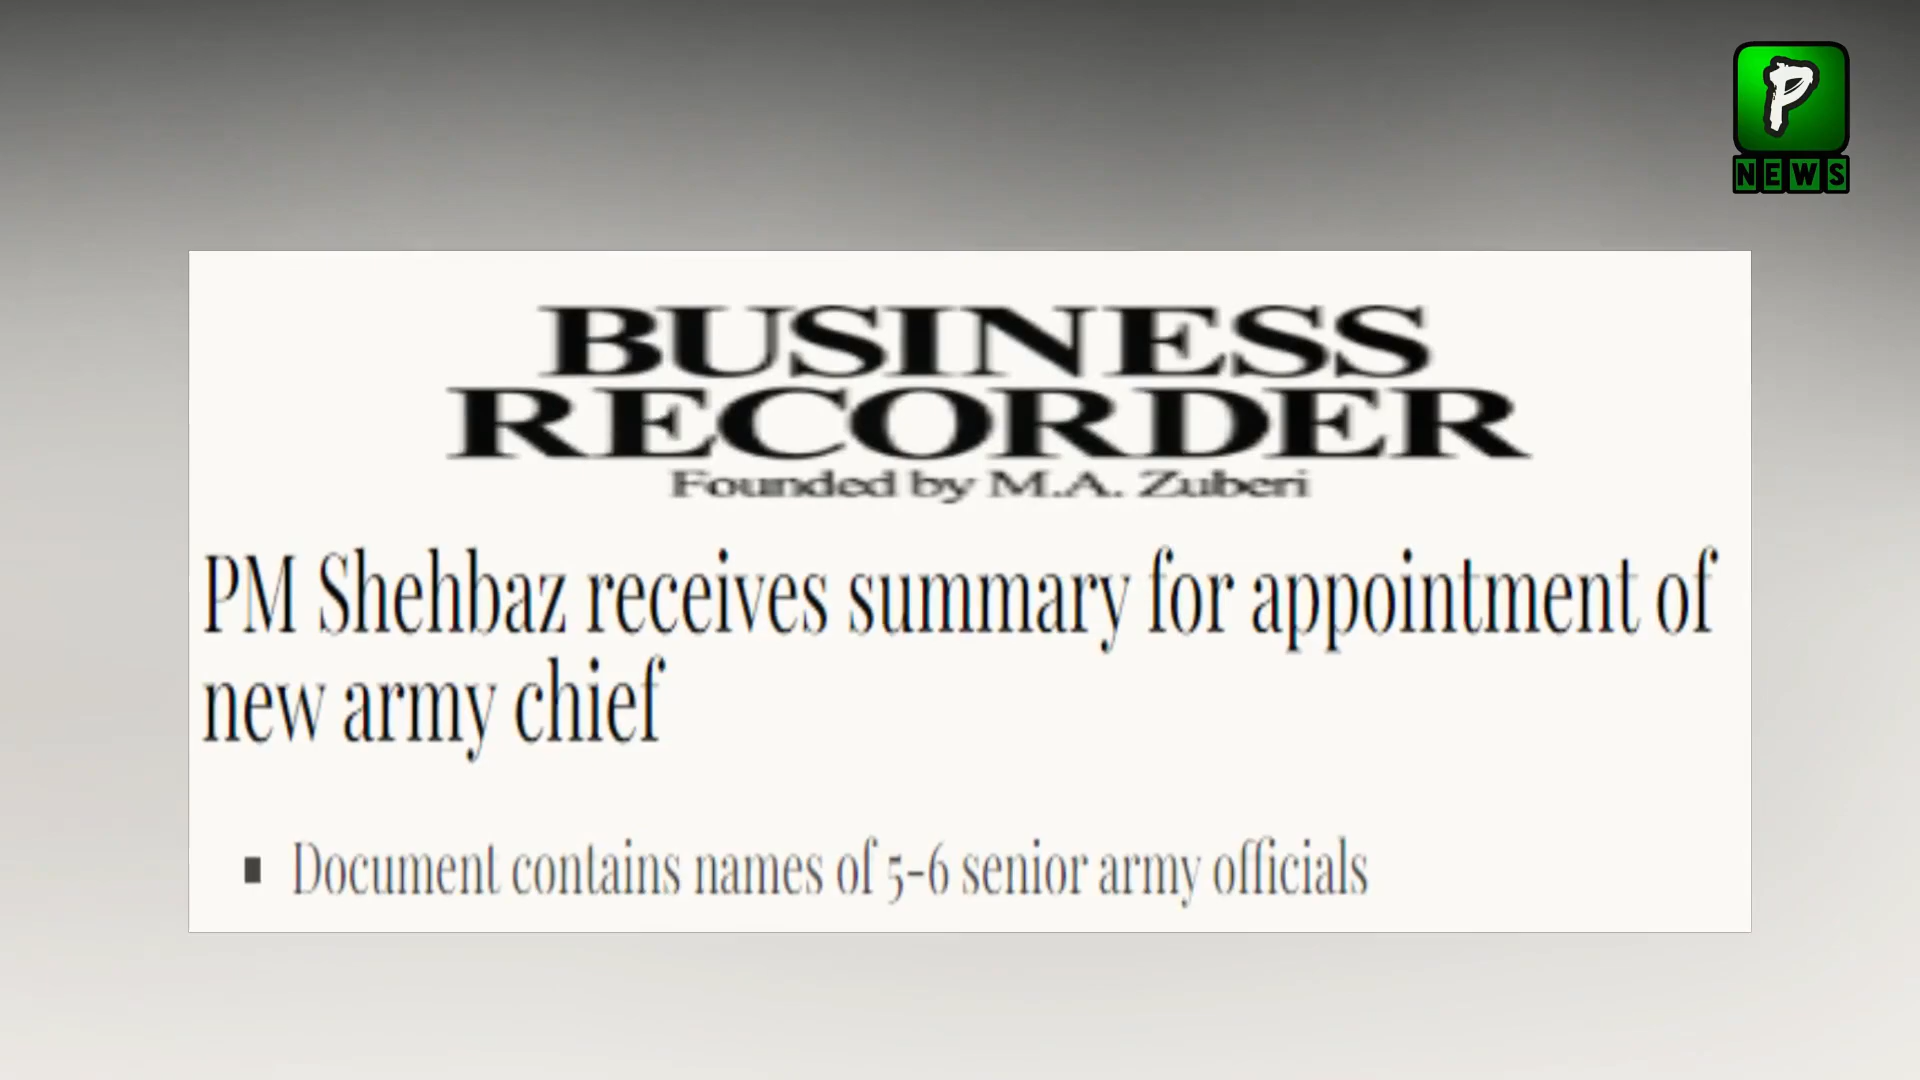 P
NEWS
BUSINESS
RECORDER
Founded by M.A. Zuberi
PM Shehbaz receives summary for appointment of
new army chief
▪ Document contains names of 5-6 senior army officials